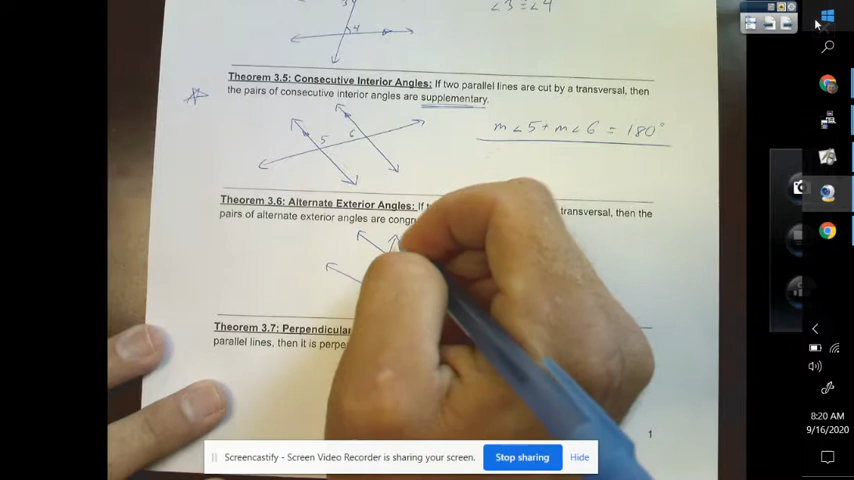 34
∠3 ≅ ∠4
4
Theorem 3.5: Consecutive Interior Angles: If two parallel lines are cut by a transversal, then
the pairs of consecutive interior angles are supplementary.
5 6
m∠5 + m∠6 = 180°
Theorem 3.6: Alternate Exterior Angles: If transversal, then the
pairs of alternate exterior angles are
Theorem 3.7: Perpendicular
parallel lines, then it is
1
Screencastify - Screen Video Recorder is sharing your screen. Stop sharing Hide
8:20 AM
9/16/2020